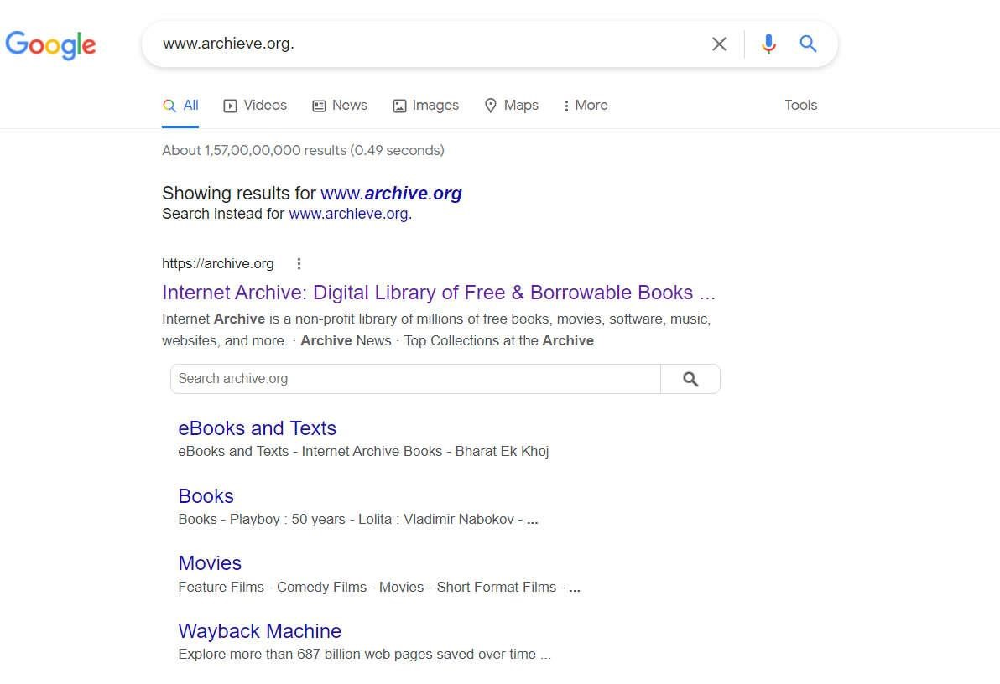 Google
www.archieve.org.
All Videos News Images Maps More Tools
About 1,57,00,00,000 results (0.49 seconds)
Showing results for www.archive.org
Search instead for www.archieve.org.
https://archive.org
Internet Archive: Digital Library of Free & Borrowable Books ...
Internet Archive is a non-profit library of millions of free books, movies, software, music,
websites, and more. · Archive News · Top Collections at the Archive.
Search archive.org
eBooks and Texts
eBooks and Texts - Internet Archive Books - Bharat Ek Khoj
Books
Books - Playboy : 50 years - Lolita : Vladimir Nabokov - ...
Movies
Feature Films - Comedy Films - Movies - Short Format Films - ...
Wayback Machine
Explore more than 687 billion web pages saved over time ...